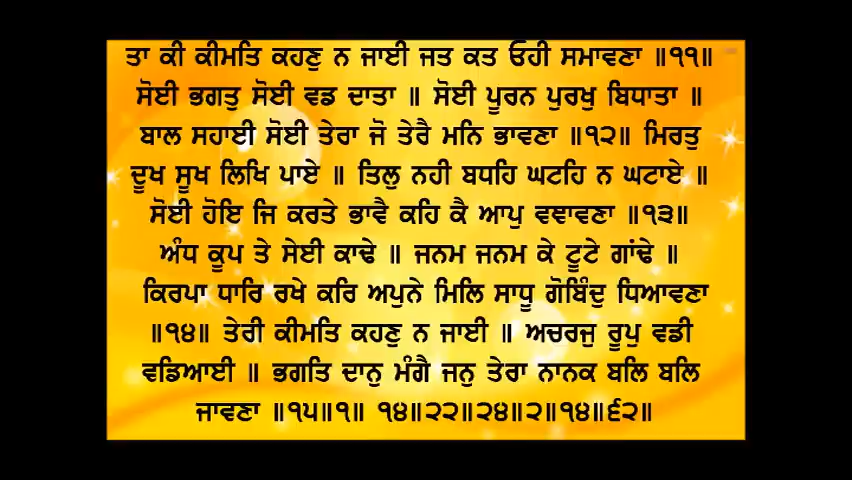 ਤਾ ਕੀ ਕੀਮਤਿ ਕਹਣੁ ਨ ਜਾਈ ਜਤ ਕਤ ਓਹੀ ਸਮਾਵਣਾ ॥੧੧॥
ਸੋਈ ਭਗਤੁ ਸੋਈ ਵਡ ਦਾਤਾ ॥ ਸੋਈ ਪੂਰਨ ਪੁਰਖੁ ਬਿਧਾਤਾ ॥
ਬਾਲ ਸਹਾਈ ਸੋਈ ਤੇਰਾ ਜੋ ਤੇਰੈ ਮਨਿ ਭਾਵਣਾ ॥੧੨॥ ਮਿਰਤੁ
ਦੂਖ ਸੂਖ ਲਿਖਿ ਪਾਏ ॥ ਤਿਲੁ ਨਹੀ ਬਧਹਿ ਘਟਹਿ ਨ ਘਟਾਏ ॥
ਸੋਈ ਹੋਇ ਜਿ ਕਰਤੇ ਭਾਵੈ ਕਹਿ ਕੈ ਆਪੁ ਵਞਾਵਣਾ ॥੧੩॥
ਅੰਧ ਕੂਪ ਤੇ ਸੇਈ ਕਾਢੇ ॥ ਜਨਮ ਜਨਮ ਕੇ ਟੂਟੇ ਗਾਂਢੇ ॥
ਕਿਰਪਾ ਧਾਰਿ ਰਖੇ ਕਰਿ ਅਪੁਨੇ ਮਿਲਿ ਸਾਧੂ ਗੋਬਿੰਦੁ ਧਿਆਵਣਾ
॥੧੪॥ ਤੇਰੀ ਕੀਮਤਿ ਕਹਣੁ ਨ ਜਾਈ ॥ ਅਚਰਜੁ ਰੂਪੁ ਵਡੀ
ਵਡਿਆਈ ॥ ਭਗਤਿ ਦਾਨੁ ਮੰਗੈ ਜਨੁ ਤੇਰਾ ਨਾਨਕ ਬਲਿ ਬਲਿ
ਜਾਵਣਾ ॥੧੫॥੧॥ ੧੪॥੨੨॥੨੪॥੨॥੧੪॥੬੨॥